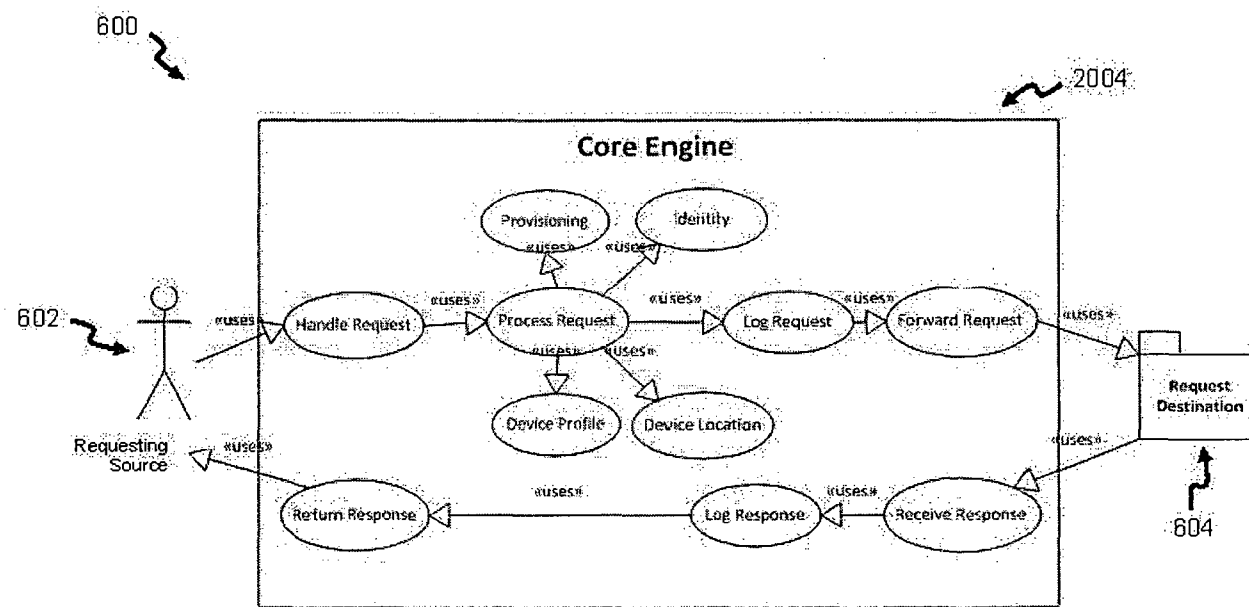 600
2004
Core Engine
Provisioning
Identity
«uses»
«uses»
602
«uses»
Handle Request
«uses»
Process Request
«uses»
Log Request
«uses»
Forward Request
«uses»
«uses»
«uses»
Request
Destination
Device Profile
Device Location
Requesting
Source
«uses»
«uses»
Return Response
«uses»
Log Response
«uses»
Receive Response
604